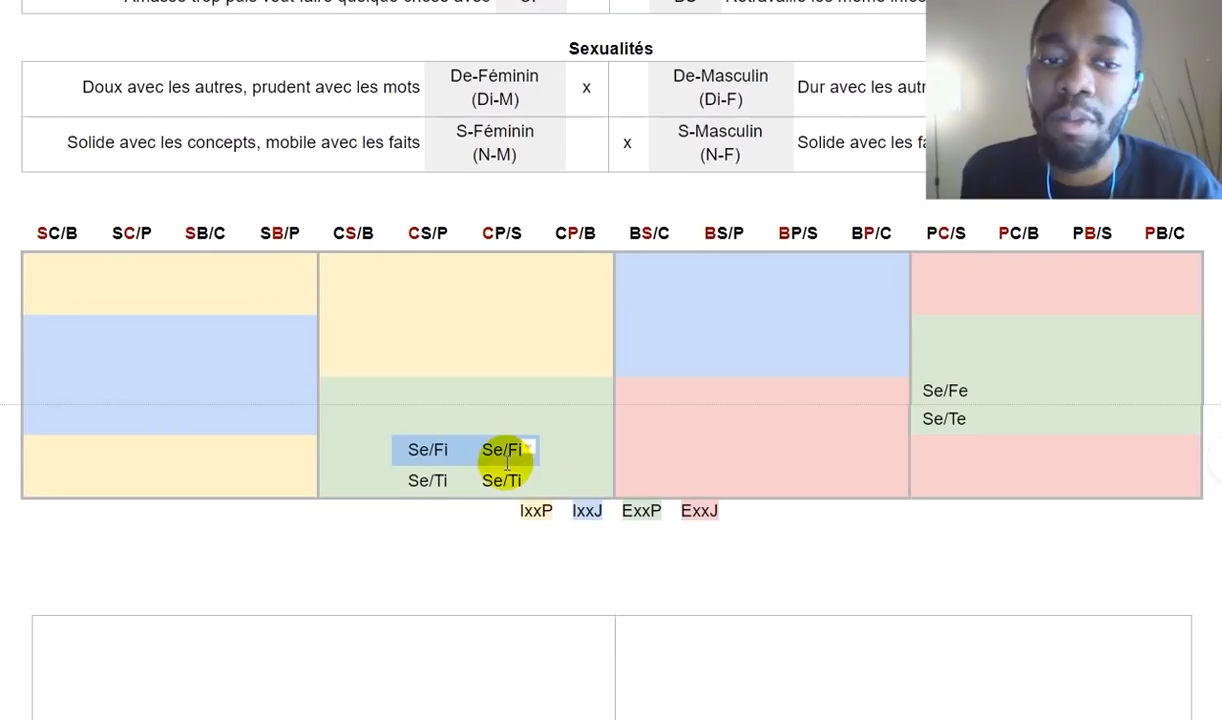 Sexualités
Doux avec les autres, prudent avec les mots De-Féminin (Di-M) x De-Masculin (Di-F) Dur avec les
Solide avec les concepts, mobile avec les faits S-Féminin (N-M) x S-Masculin (N-F) Solide avec les
SC/B SC/P SB/C SB/P CS/B CS/P CP/S CP/B BS/C BS/P BP/S BP/C PC/S PC/B PB/S PB/C
Se/Fe
Se/Te
Se/Fi Se/Fi
Se/Ti Se/Ti
IxxP IxxJ ExxP ExxJ